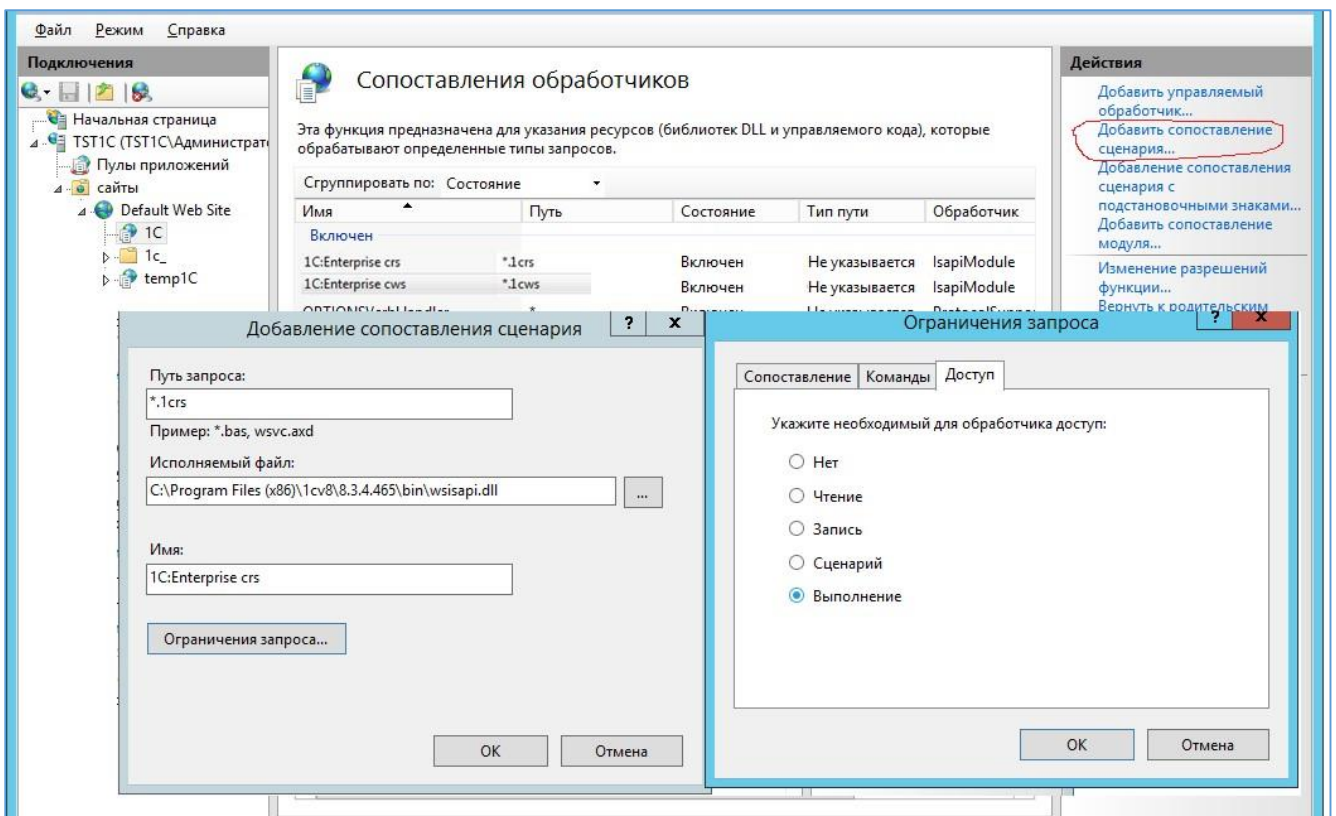 Файл Режим Справка
Подключения
Начальная страница
TST1C (TST1C\Администрат
Пулы приложений
сайты
Default Web Site
1C
1c_
temp1C
Сопоставления обработчиков
Эта функция предназначена для указания ресурсов (библиотек DLL и управляемого кода), которые
обрабатывают определенные типы запросов.
Сгруппировать по: Состояние
Имя Путь Состояние Тип пути Обработчик
Включен
1C:Enterprise crs *.1crs Включен Не указывается IsapiModule
1C:Enterprise cws *.1cws Включен Не указывается IsapiModule
Действия
Добавить управляемый
обработчик...
Добавить сопоставление
сценария...
Добавление сопоставления
сценария с
подстановочными знаками...
Добавить сопоставление
модуля...
Изменение разрешений
функции...
Вернуть к родительским
Добавление сопоставления сценария ? x
Путь запроса:
*.1crs
Пример: *.bas, wsvc.axd
Исполняемый файл:
C:\Program Files (x86)\1cv8\8.3.4.465\bin\wsisapi.dll ...
Имя:
1C:Enterprise crs
Ограничения запроса...
OK Отмена
Ограничения запроса ? x
Сопоставление Команды Доступ
Укажите необходимый для обработчика доступ:
Нет
Чтение
Запись
Сценарий
Выполнение
OK Отмена